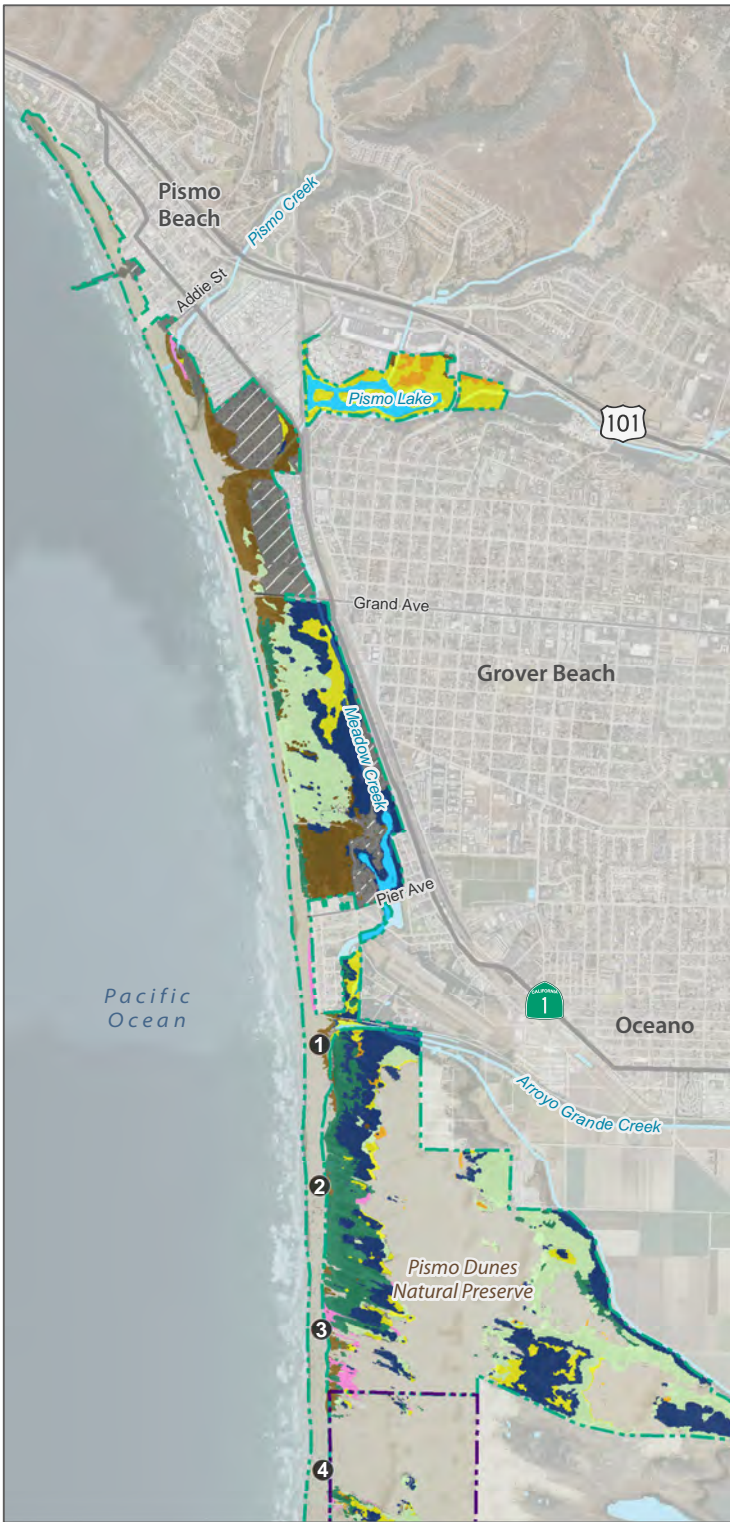 Pismo
Beach
Pismo Creek
Addie St
Pismo Lake
101
Grand Ave
Grover Beach
Meadow Creek
Pier Ave
Pacific
Ocean
CALIFORNIA
1
Oceano
1
Arroyo Grande Creek
2
Pismo Dunes
Natural Preserve
3
4